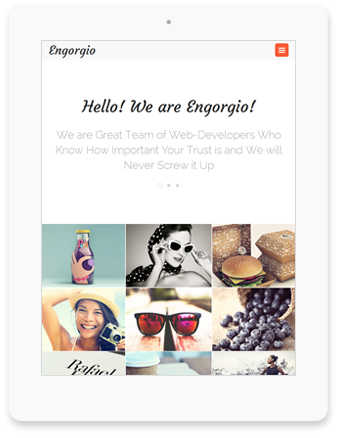 Engorgio
Hello! We are Engorgio!
We are Great Team of Web-Developers Who
Know How Important Your Trust is and We will
Never Screw it Up
Rafael